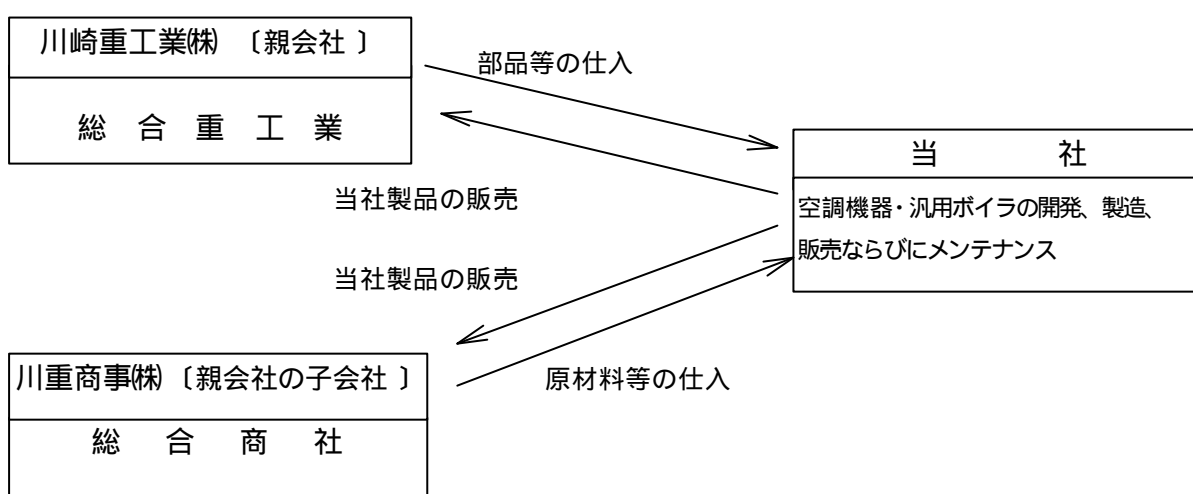 川崎重工業㈱ 〔親会社〕
総合重工業
部品等の仕入
当社製品の販売
当社
空調機器・汎用ボイラの開発、製造、
販売ならびにメンテナンス
当社製品の販売
原材料等の仕入
川重商事㈱〔親会社の子会社〕
総合商社